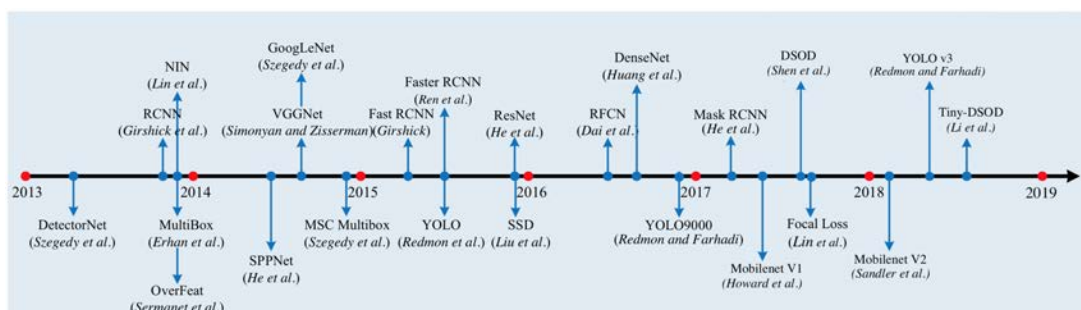 GoogLeNet
(Szegedy et al.)
NIN
(Lin et al.)
DenseNet
(Huang et al.)
DSOD
(Shen et al.)
YOLO v3
(Redmon and Farhadi)
Faster RCNN
(Ren et al.)
RCNN
(Girshick et al.)
VGGNet
(Simonyan and Zisserman)
Fast RCNN
(Girshick)
ResNet
(He et al.)
RFCN
(Dai et al.)
Mask RCNN
(He et al.)
Tiny-DSOD
(Li et al.)
2013
2014
2015
2016
2017
2018
2019
DetectorNet
(Szegedy et al.)
MultiBox
(Erhan et al.)
MSC Multibox
(Szegedy et al.)
YOLO
(Redmon et al.)
SSD
(Liu et al.)
YOLO9000
(Redmon and Farhadi)
Focal Loss
(Lin et al.)
SPPNet
(He et al.)
Mobilenet V1
(Howard et al.)
Mobilenet V2
(Sandler et al.)
OverFeat
(Sermanet et al.)